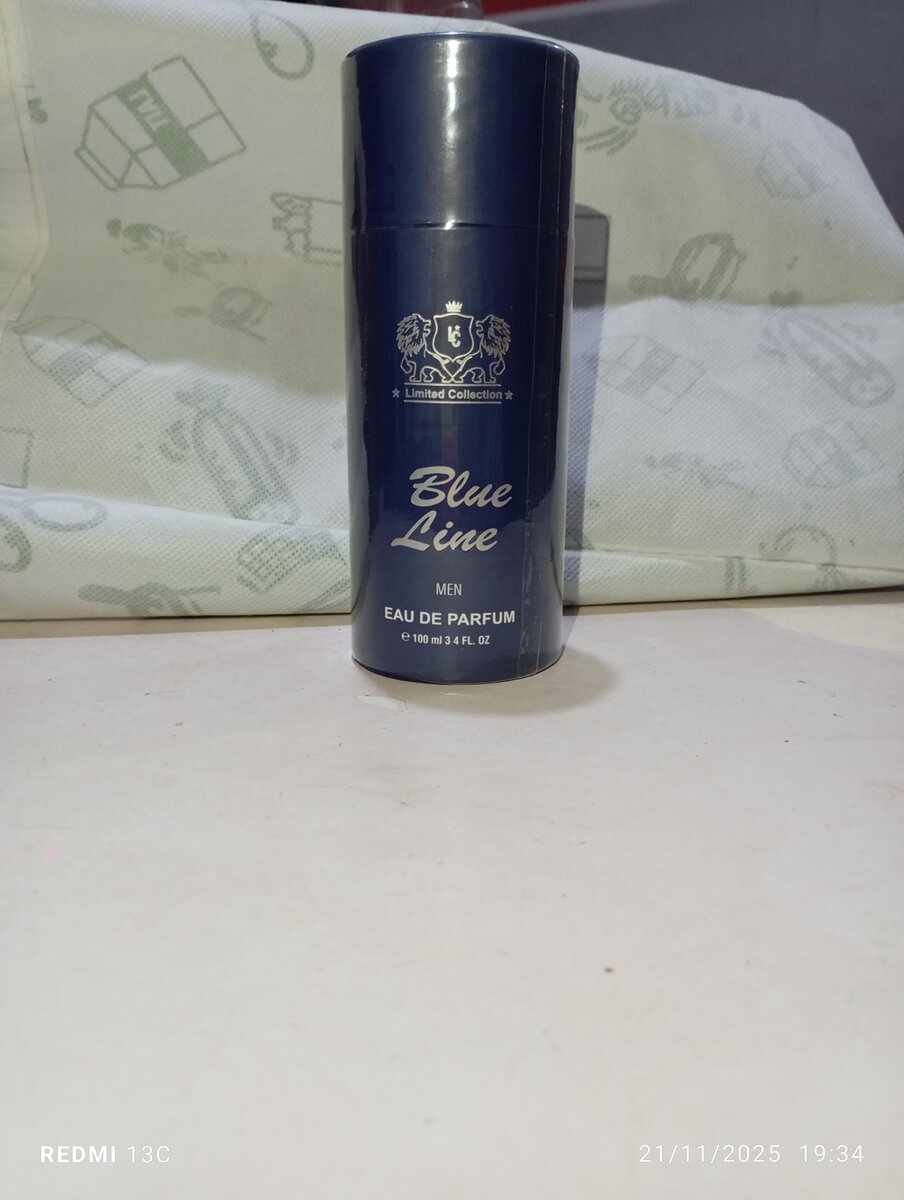 ★ Limited Collection ★
Blue
Line
MEN
EAU DE PARFUM
℮ 100 ml 3 4 FL. OZ
REDMI 13C
21/11/2025 19:34